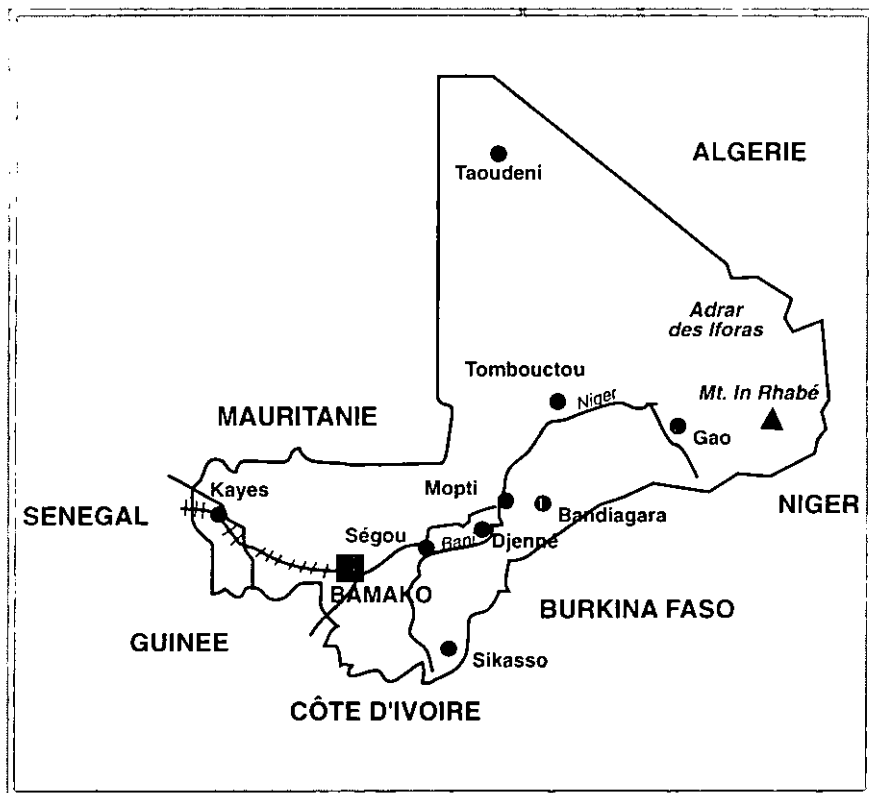 ALGERIE
Taoudeni
Adrar
des Iforas
Tombouctou
Niger
Mt. In Rhabé
MAURITANIE
Gao
Kayes
Mopti
SENEGAL
NIGER
Bandiagara
Ségou
Bani
Djenné
BAMAKO
BURKINA FASO
GUINEE
Sikasso
CÔTE D'IVOIRE